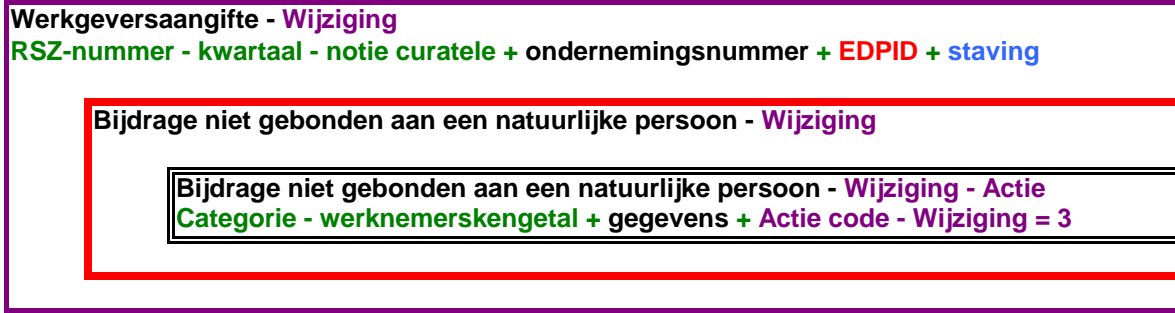 Werkgeversaangifte - Wijziging
RSZ-nummer - kwartaal - notie curatele + ondernemingsnummer + EDPID + staving
Bijdrage niet gebonden aan een natuurlijke persoon - Wijziging
Bijdrage niet gebonden aan een natuurlijke persoon - Wijziging - Actie
Categorie - werknemerskengetal + gegevens + Actie code - Wijziging = 3